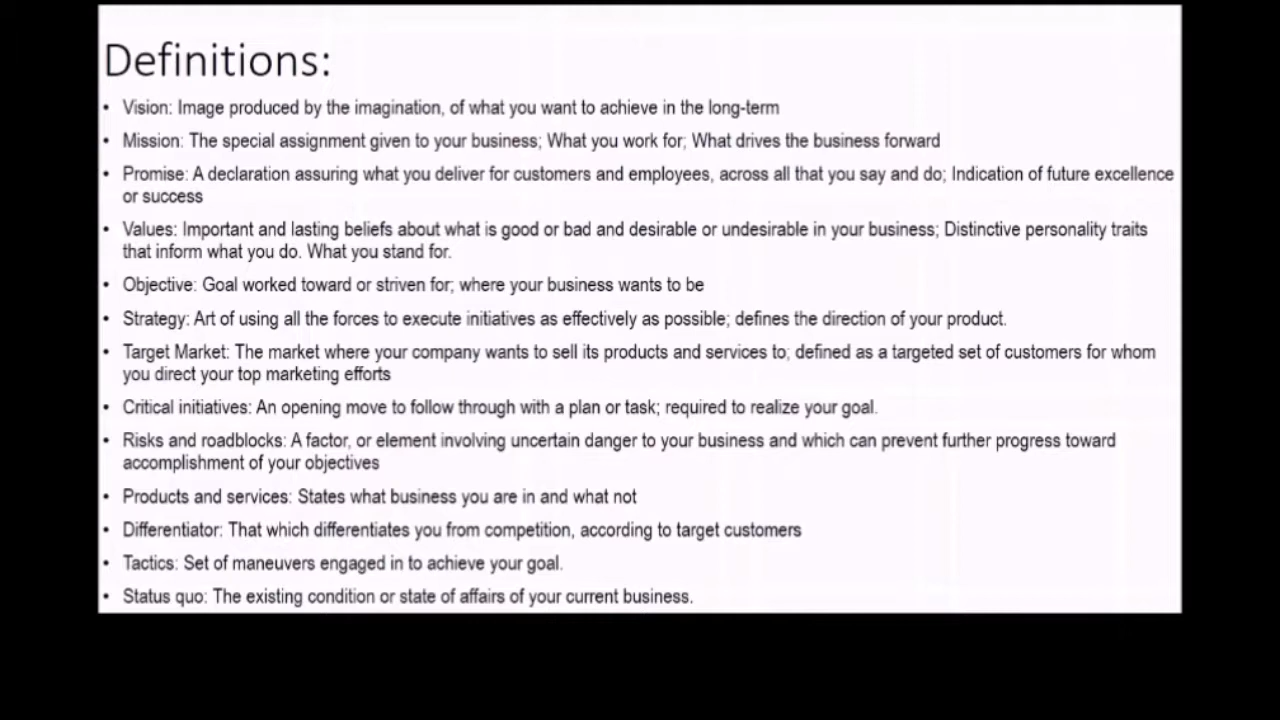 Definitions:
• Vision: Image produced by the imagination, of what you want to achieve in the long-term
• Mission: The special assignment given to your business; What you work for; What drives the business forward
• Promise: A declaration assuring what you deliver for customers and employees, across all that you say and do; Indication of future excellence
or success
• Values: Important and lasting beliefs about what is good or bad and desirable or undesirable in your business; Distinctive personality traits
that inform what you do. What you stand for.
• Objective: Goal worked toward or striven for; where your business wants to be
• Strategy: Art of using all the forces to execute initiatives as effectively as possible; defines the direction of your product.
• Target Market: The market where your company wants to sell its products and services to; defined as a targeted set of customers for whom
you direct your top marketing efforts
• Critical initiatives: An opening move to follow through with a plan or task; required to realize your goal.
• Risks and roadblocks: A factor, or element involving uncertain danger to your business and which can prevent further progress toward
accomplishment of your objectives
• Products and services: States what business you are in and what not
• Differentiator: That which differentiates you from competition, according to target customers
• Tactics: Set of maneuvers engaged in to achieve your goal.
• Status quo: The existing condition or state of affairs of your current business.